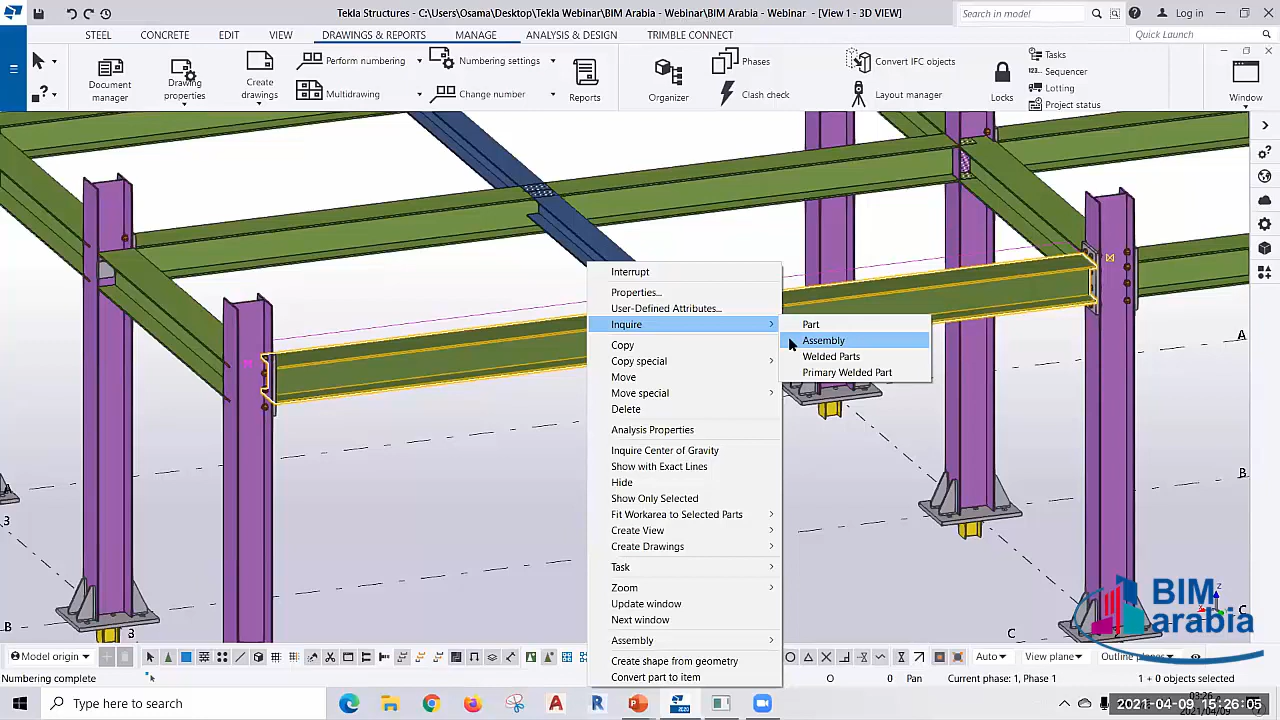 Tekla Structures - C:\Users\Osama\Desktop\Tekla Webinar\BIM Arabia - Webinar\BIM Arabia - Webinar - [View 1 - 3D VIEW]
Search in model
Log in
STEEL CONCRETE EDIT VIEW DRAWINGS & REPORTS MANAGE ANALYSIS & DESIGN TRIMBLE CONNECT
Quick Launch
Document manager
Drawing properties
Create drawings
Perform numbering
Multidrawing
Numbering settings
Change number
Reports
Organizer
Phases
Clash check
Convert IFC objects
Layout manager
Locks
Tasks
Sequencer
Lotting
Project status
Window
Interrupt
Properties...
User-Defined Attributes...
Inquire
Copy
Copy special
Move
Move special
Delete
Analysis Properties
Inquire Center of Gravity
Show with Exact Lines
Hide
Show Only Selected
Fit Workarea to Selected Parts
Create View
Create Drawings
Task
Zoom
Update window
Next window
Assembly
Create shape from geometry
Convert part to item
Part
Assembly
Welded Parts
Primary Welded Part
A
B
C
A
3
B
3
C
z
BIM
arabia
Model origin
Auto
View plane
Outline planes
Numbering complete
O
0
Pan
Current phase: 1, Phase 1
1 + 0 objects selected
Type here to search
2021-04-09 15:26:05